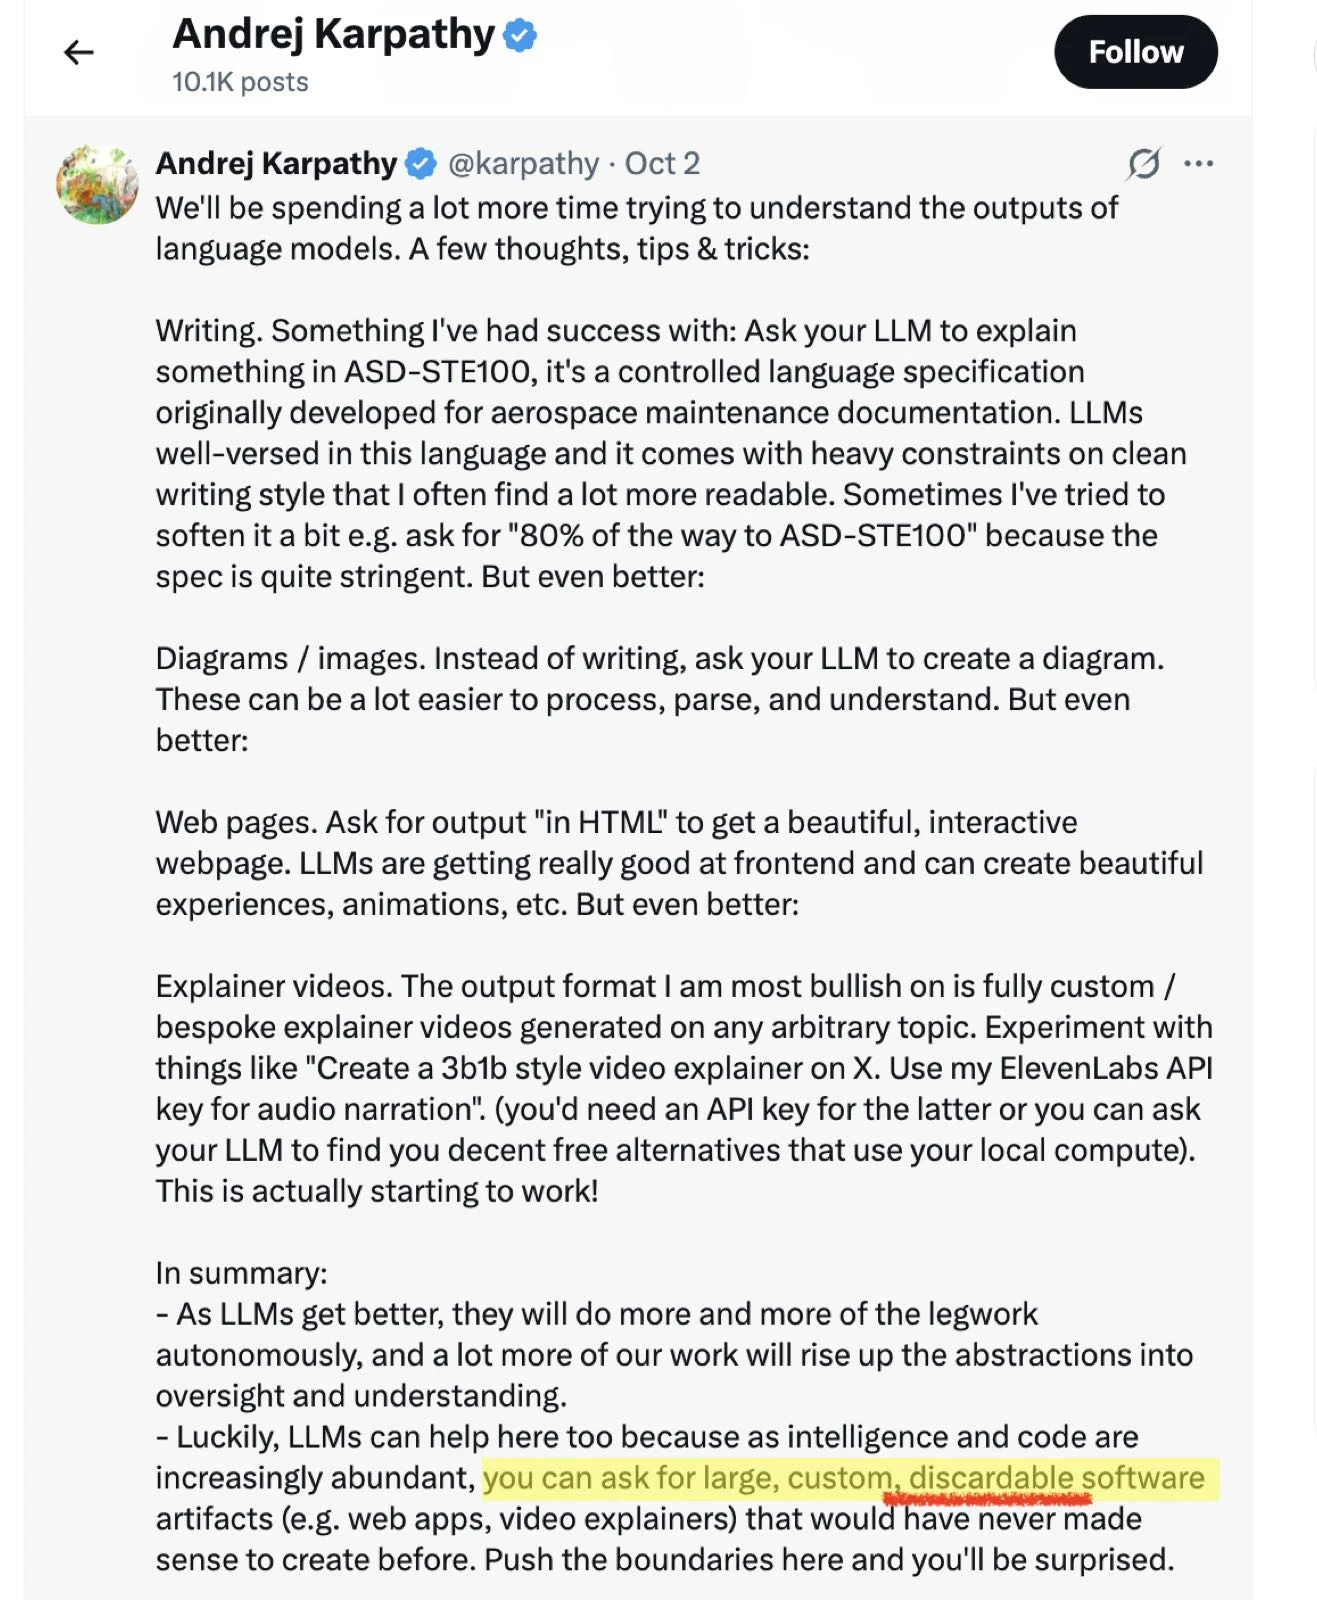 Andrej Karpathy
10.1K posts
Follow
Andrej Karpathy @karpathy · Oct 2
We'll be spending a lot more time trying to understand the outputs of
language models. A few thoughts, tips & tricks:
Writing. Something I've had success with: Ask your LLM to explain
something in ASD-STE100, it's a controlled language specification
originally developed for aerospace maintenance documentation. LLMs
well-versed in this language and it comes with heavy constraints on clean
writing style that I often find a lot more readable. Sometimes I've tried to
soften it a bit e.g. ask for "80% of the way to ASD-STE100" because the
spec is quite stringent. But even better:
Diagrams / images. Instead of writing, ask your LLM to create a diagram.
These can be a lot easier to process, parse, and understand. But even
better:
Web pages. Ask for output "in HTML" to get a beautiful, interactive
webpage. LLMs are getting really good at frontend and can create beautiful
experiences, animations, etc. But even better:
Explainer videos. The output format I am most bullish on is fully custom /
bespoke explainer videos generated on any arbitrary topic. Experiment with
things like "Create a 3b1b style video explainer on X. Use my ElevenLabs API
key for audio narration". (you'd need an API key for the latter or you can ask
your LLM to find you decent free alternatives that use your local compute).
This is actually starting to work!
In summary:
- As LLMs get better, they will do more and more of the legwork
autonomously, and a lot more of our work will rise up the abstractions into
oversight and understanding.
- Luckily, LLMs can help here too because as intelligence and code are
increasingly abundant, you can ask for large, custom, discardable software
artifacts (e.g. web apps, video explainers) that would have never made
sense to create before. Push the boundaries here and you'll be surprised.